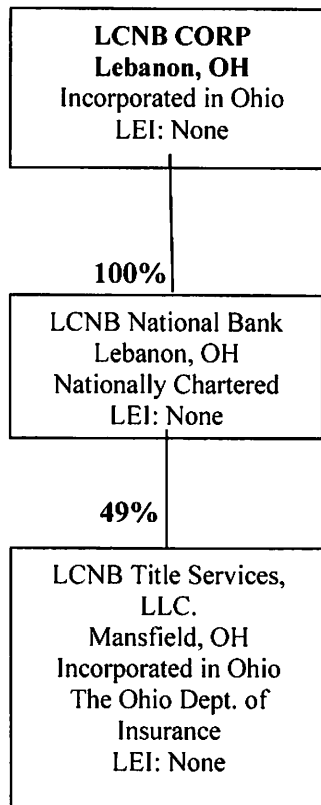 LCNB CORP
Lebanon, OH
Incorporated in Ohio
LEI: None
100%
LCNB National Bank
Lebanon, OH
Nationally Chartered
LEI: None
49%
LCNB Title Services,
LLC.
Mansfield, OH
Incorporated in Ohio
The Ohio Dept. of
Insurance
LEI: None